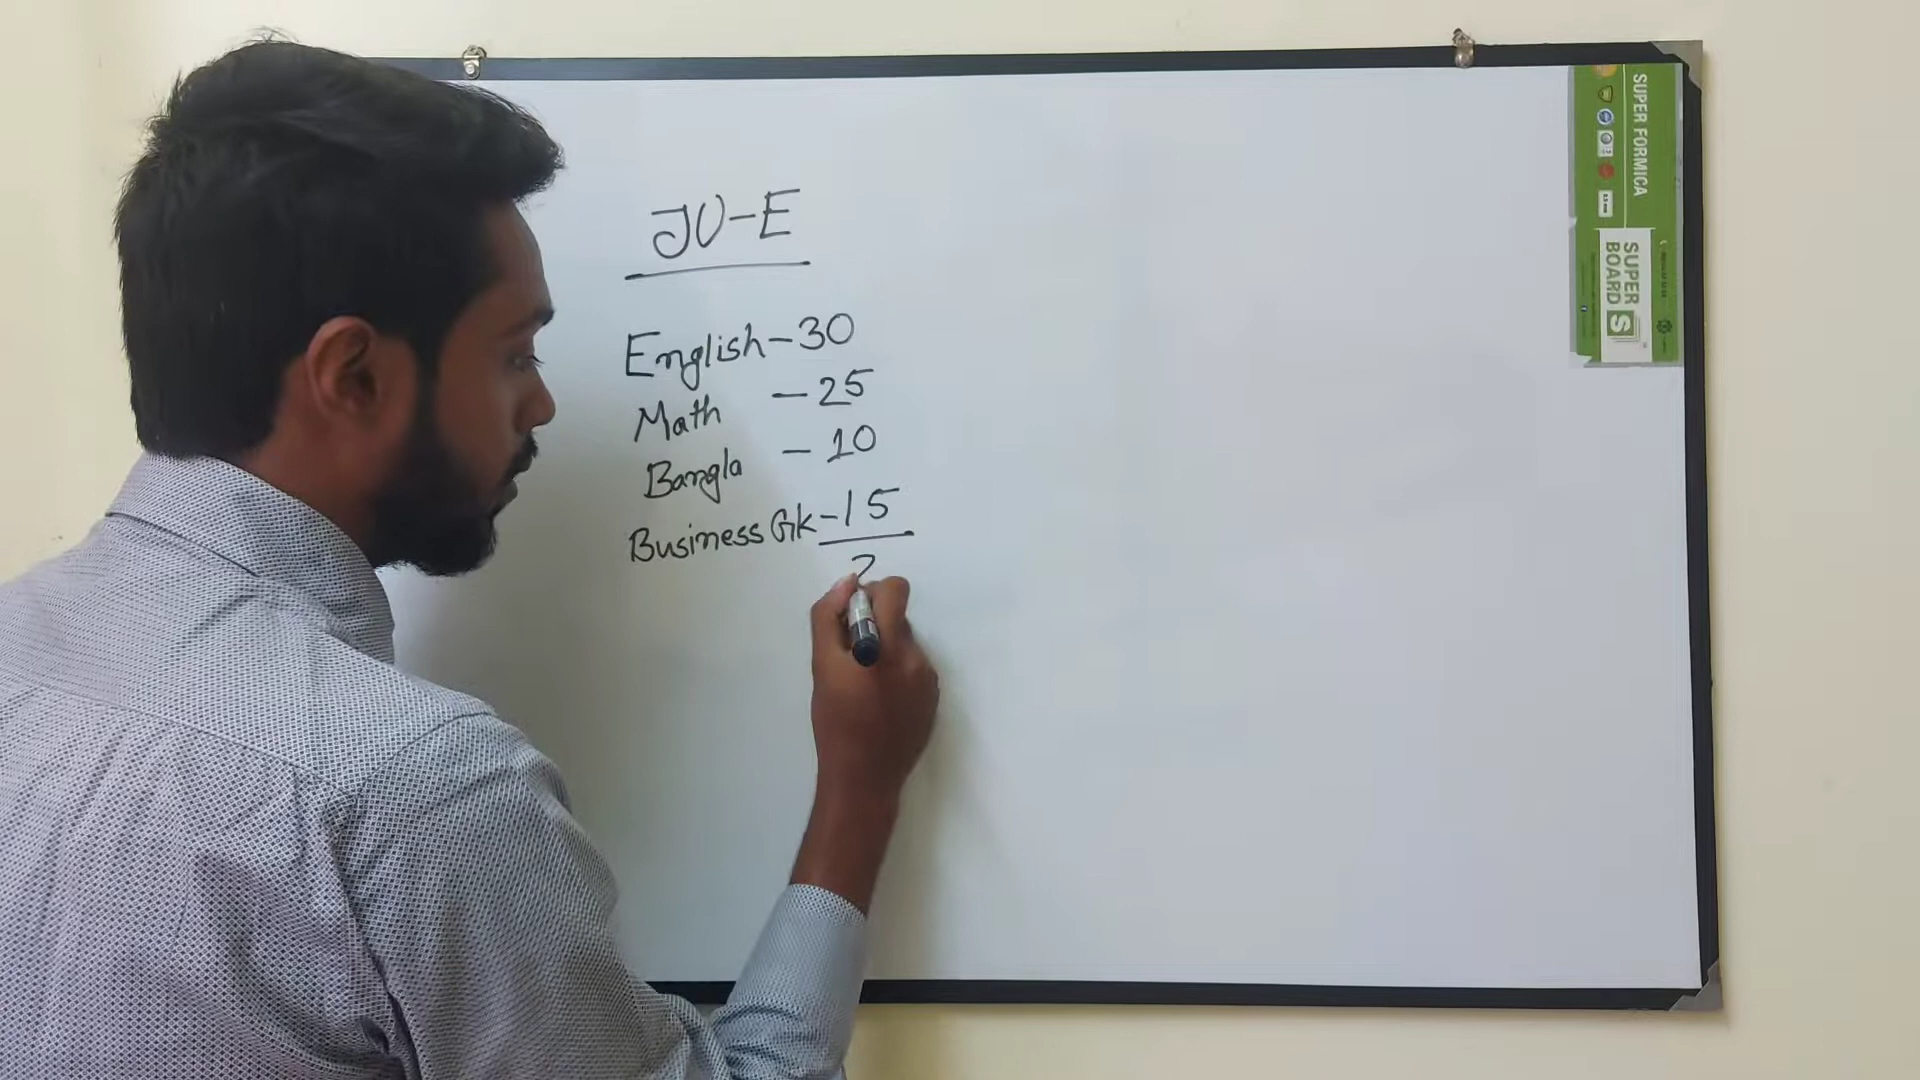 JU-E
English-30
Math - 25
Bangla - 10
Business Gk-15
SUPER FORMICA
SUPER
BOARD S